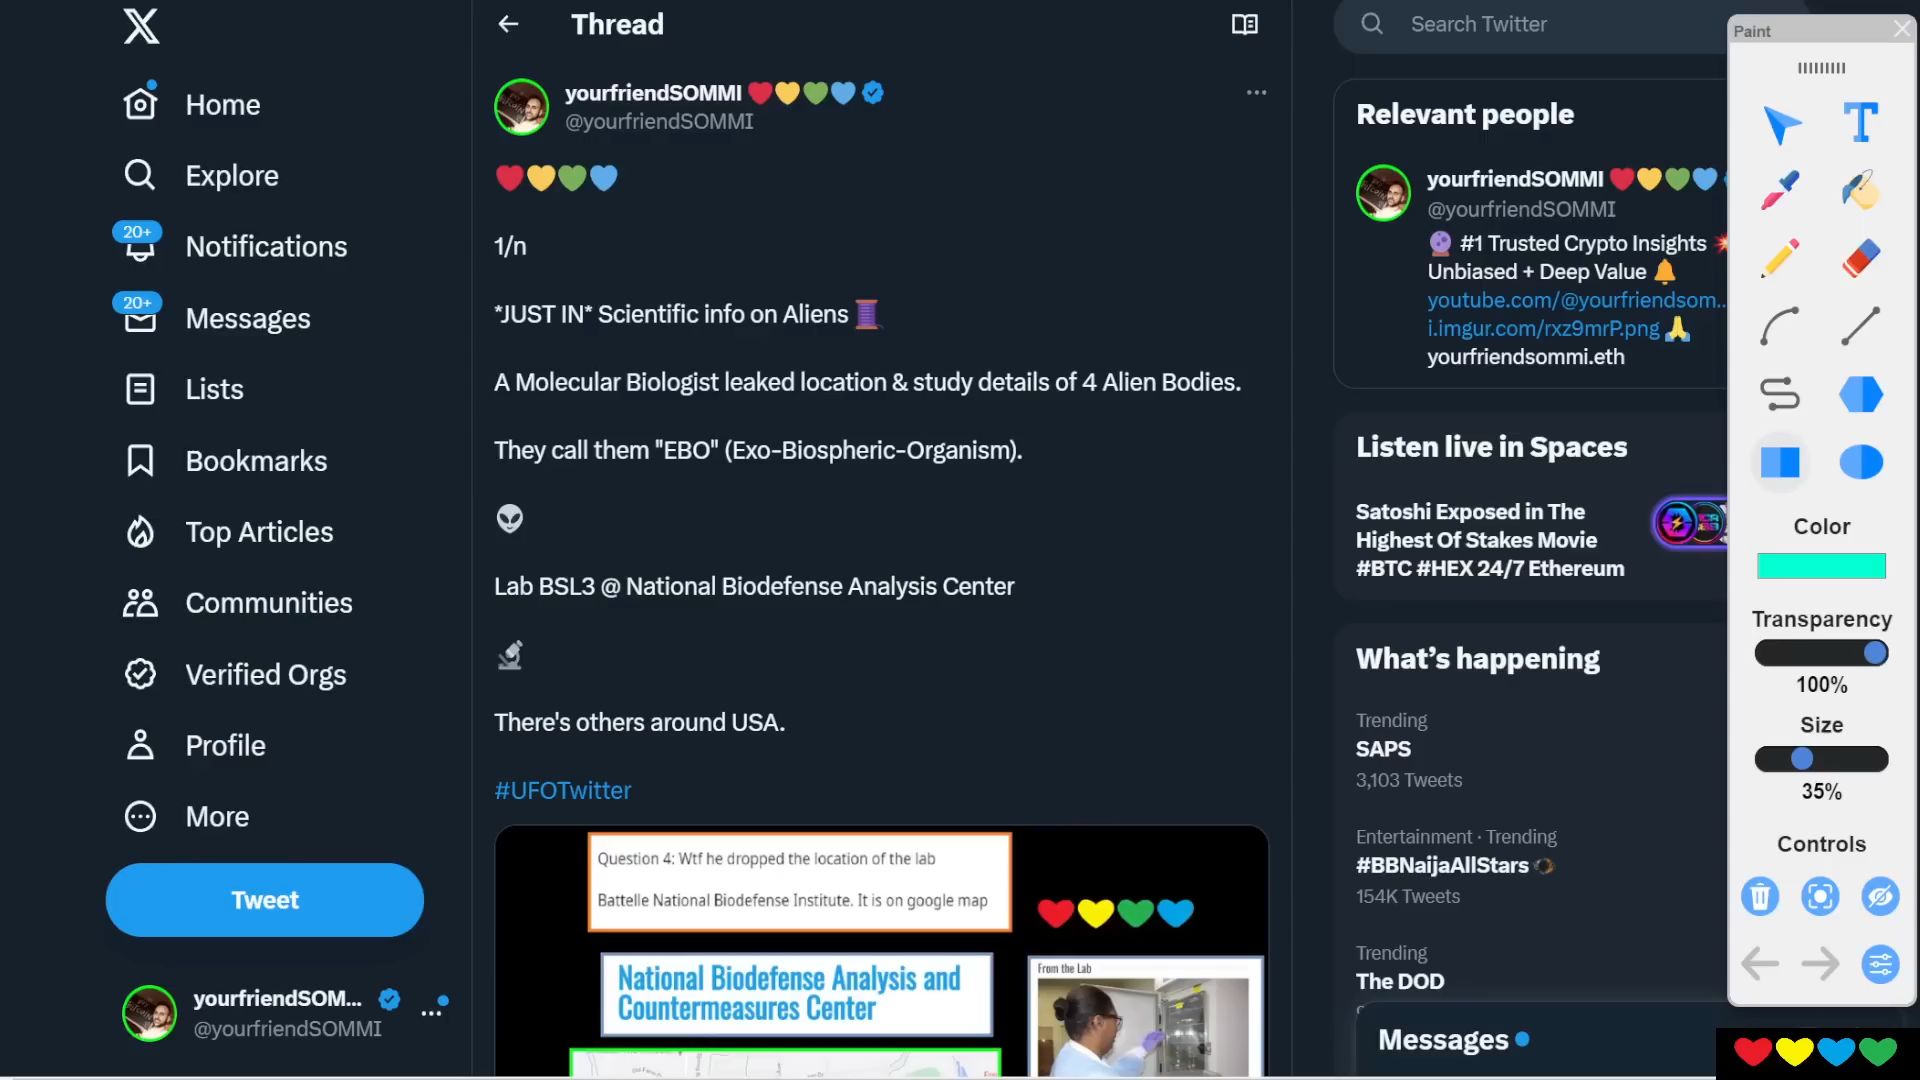 Home
Explore
20+
Notifications
20+
Messages
Lists
Bookmarks
Top Articles
Communities
Verified Orgs
Profile
More
Tweet
yourfriendSOM...
@yourfriendSOMMI
Thread
yourfriendSOMMI
@yourfriendSOMMI
1/n
*JUST IN* Scientific info on Aliens
A Molecular Biologist leaked location & study details of 4 Alien Bodies.
They call them "EBO" (Exo-Biospheric-Organism).
Lab BSL3 @ National Biodefense Analysis Center
There's others around USA.
#UFOTwitter
Question 4: Wtf he dropped the location of the lab
Battelle National Biodefense Institute. It is on google map
National Biodefense Analysis and
Countermeasures Center
From the Lab
Search Twitter
Relevant people
yourfriendSOMMI
@yourfriendSOMMI
#1 Trusted Crypto Insights
Unbiased + Deep Value
youtube.com/@yourfriendsom...
i.imgur.com/rxz9mrP.png
yourfriendsommi.eth
Listen live in Spaces
Satoshi Exposed in The
Highest Of Stakes Movie
#BTC #HEX 24/7 Ethereum
What's happening
Trending
SAPS
3,103 Tweets
Entertainment · Trending
#BBNaijaAllStars
154K Tweets
Trending
The DOD
Messages
Paint
Color
Transparency
100%
Size
35%
Controls